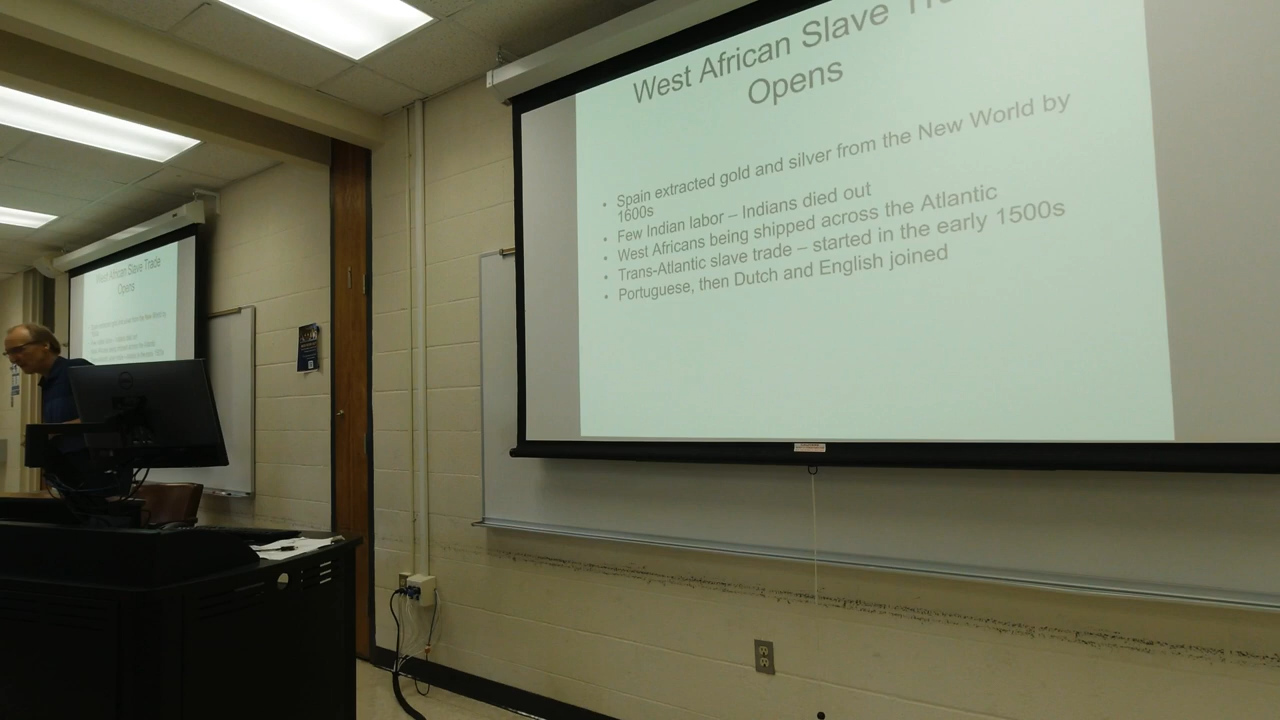 West African Slave
Opens
• Spain extracted gold and silver from the New World by
1600s
• Few Indian labor – Indians died out
• West Africans being shipped across the Atlantic
• Trans-Atlantic slave trade – started in the early 1500s
• Portuguese, then Dutch and English joined
West African Slave Trade
Opens
DELL